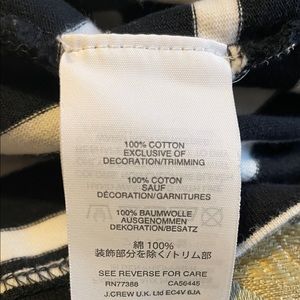 100% COTTON
EXCLUSIVE OF
DECORATION/TRIMMING
100% COTON
SAUF
DÉCORATION/GARNITURES
100% BAUMWOLLE
AUSGENOMMEN
DEKORATION/BESATZ
綿 100%
装飾部分を除く/トリム部
SEE REVERSE FOR CARE
RN77388 CA56445
J.CREW U.K. Ltd EC4V 6JA